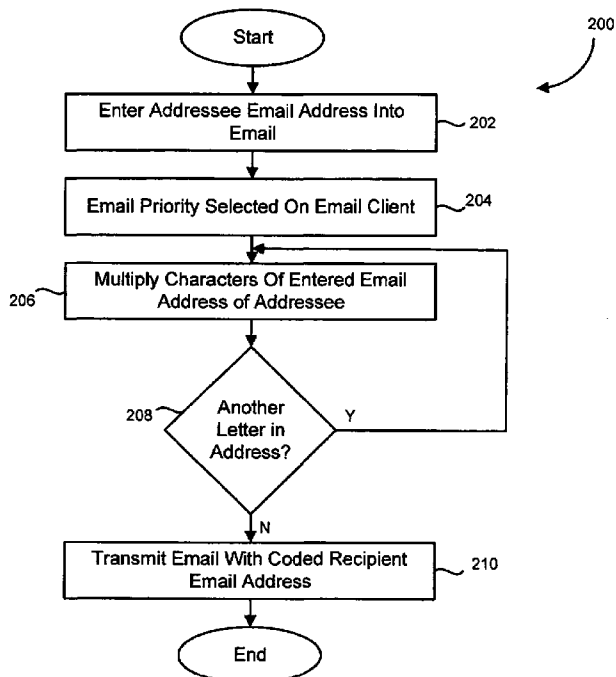 Start
200
Enter Addressee Email Address Into
Email
202
Email Priority Selected On Email Client
204
Multiply Characters Of Entered Email
Address of Addressee
206
208
Another
Letter in
Address?
Y
N
Transmit Email With Coded Recipient
Email Address
210
End